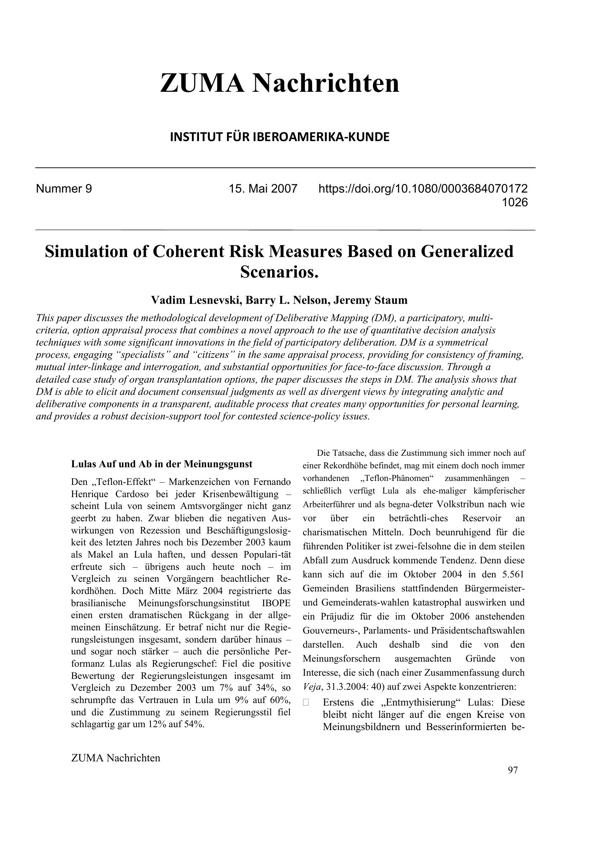 ZUMA Nachrichten
INSTITUT FÜR IBEROAMERIKA-KUNDE
Nummer 9 15. Mai 2007 https://doi.org/10.1080/0003684070172
1026
Simulation of Coherent Risk Measures Based on Generalized
Scenarios.
Vadim Lesnevski, Barry L. Nelson, Jeremy Staum
This paper discusses the methodological development of Deliberative Mapping (DM), a participatory, multi-
criteria, option appraisal process that combines a novel approach to the use of quantitative decision analysis
techniques with some significant innovations in the field of participatory deliberation. DM is a symmetrical
process, engaging “specialists” and “citizens” in the same appraisal process, providing for consistency of framing,
mutual inter-linkage and interrogation, and substantial opportunities for face-to-face discussion. Through a
detailed case study of organ transplantation options, the paper discusses the steps in DM. The analysis shows that
DM is able to elicit and document consensual judgments as well as divergent views by integrating analytic and
deliberative components in a transparent, auditable process that creates many opportunities for personal learning,
and provides a robust decision-support tool for contested science-policy issues.
Lulas Auf und Ab in der Meinungsgunst
Den „Teflon-Effekt“ – Markenzeichen von Fernando
Henrique Cardoso bei jeder Krisenbewältigung –
scheint Lula von seinem Amtsvorgänger nicht ganz
geerbt zu haben. Zwar blieben die negativen Aus-
wirkungen von Rezession und Beschäftigungslosig-
keit des letzten Jahres noch bis Dezember 2003 kaum
als Makel an Lula haften, und dessen Populari-tät
erfreute sich – übrigens auch heute noch – im
Vergleich zu seinen Vorgängern beachtlicher Re-
kordhöhen. Doch Mitte März 2004 registrierte das
brasilianische Meinungsforschungsinstitut IBOPE
einen ersten dramatischen Rückgang in der allge-
meinen Einschätzung. Er betraf nicht nur die Regie-
rungsleistungen insgesamt, sondern darüber hinaus –
und sogar noch stärker – auch die persönliche Per-
formanz Lulas als Regierungschef: Fiel die positive
Bewertung der Regierungsleistungen insgesamt im
Vergleich zu Dezember 2003 um 7% auf 34%, so
schrumpfte das Vertrauen in Lula um 9% auf 60%,
und die Zustimmung zu seinem Regierungsstil fiel
schlagartig gar um 12% auf 54%.
Die Tatsache, dass die Zustimmung sich immer noch auf
einer Rekordhöhe befindet, mag mit einem doch noch immer
vorhandenen „Teflon-Phänomen“ zusammenhängen –
schließlich verfügt Lula als ehe-maliger kämpferischer
Arbeiterführer und als begna-deter Volkstribun nach wie
vor über ein beträchtli-ches Reservoir an
charismatischen Mitteln. Doch beunruhigend für die
führenden Politiker ist zwei-felsohne die in dem steilen
Abfall zum Ausdruck kommende Tendenz. Denn diese
kann sich auf die im Oktober 2004 in den 5.561
Gemeinden Brasiliens stattfindenden Bürgermeister-
und Gemeinderats-wahlen katastrophal auswirken und
ein Präjudiz für die im Oktober 2006 anstehenden
Gouverneurs-, Parlaments- und Präsidentschaftswahlen
darstellen. Auch deshalb sind die von den
Meinungsforschern ausgemachten Gründe von
Interesse, die sich (nach einer Zusammenfassung durch
Veja, 31.3.2004: 40) auf zwei Aspekte konzentrieren:
□ Erstens die „Entmythisierung“ Lulas: Diese
bleibt nicht länger auf die engen Kreise von
Meinungsbildnern und Besserinformierten be-
ZUMA Nachrichten
97